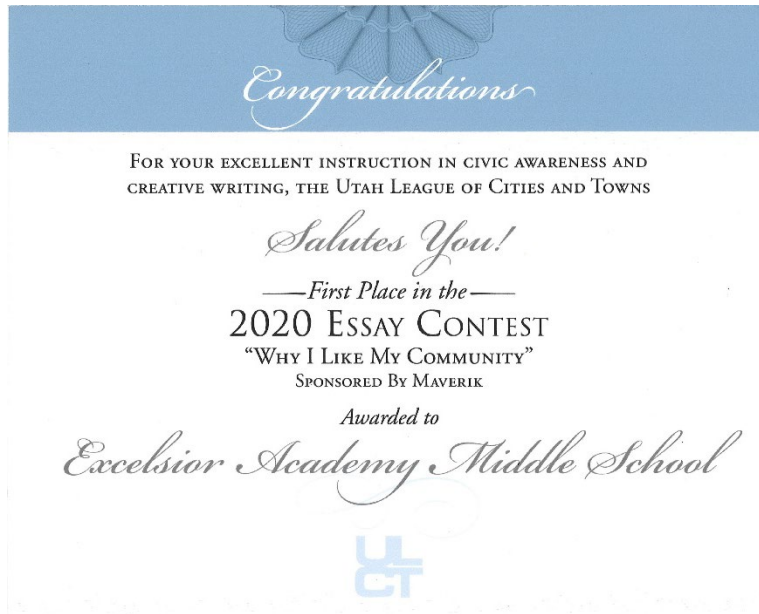 Congratulations
For your excellent instruction in civic awareness and
creative writing, the Utah League of Cities and Towns
Salutes You!
First Place in the
2020 Essay Contest
“Why I Like My Community”
Sponsored By Maverik
Awarded to
Excelsior Academy Middle School
UL
CT